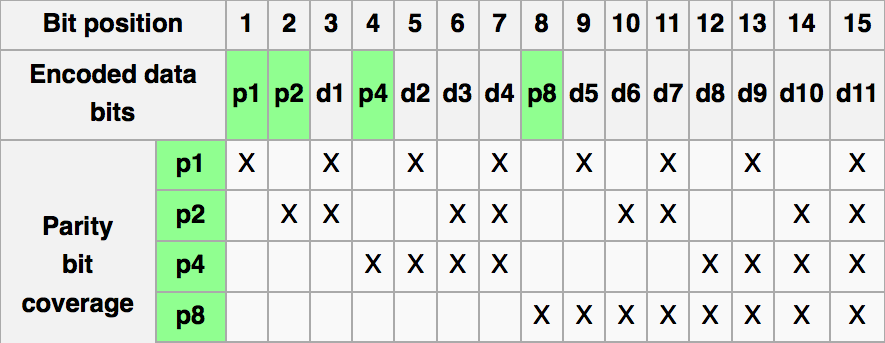 Bit position 1 2 3 4 5 6 7 8 9 10 11 12 13 14 15
Encoded data
bits
p1 p2 d1 p4 d2 d3 d4 p8 d5 d6 d7 d8 d9 d10 d11
Parity
bit
coverage
p1 X X X X X X X X
p2 X X X X X X X X
p4 X X X X X X X X
p8 X X X X X X X X